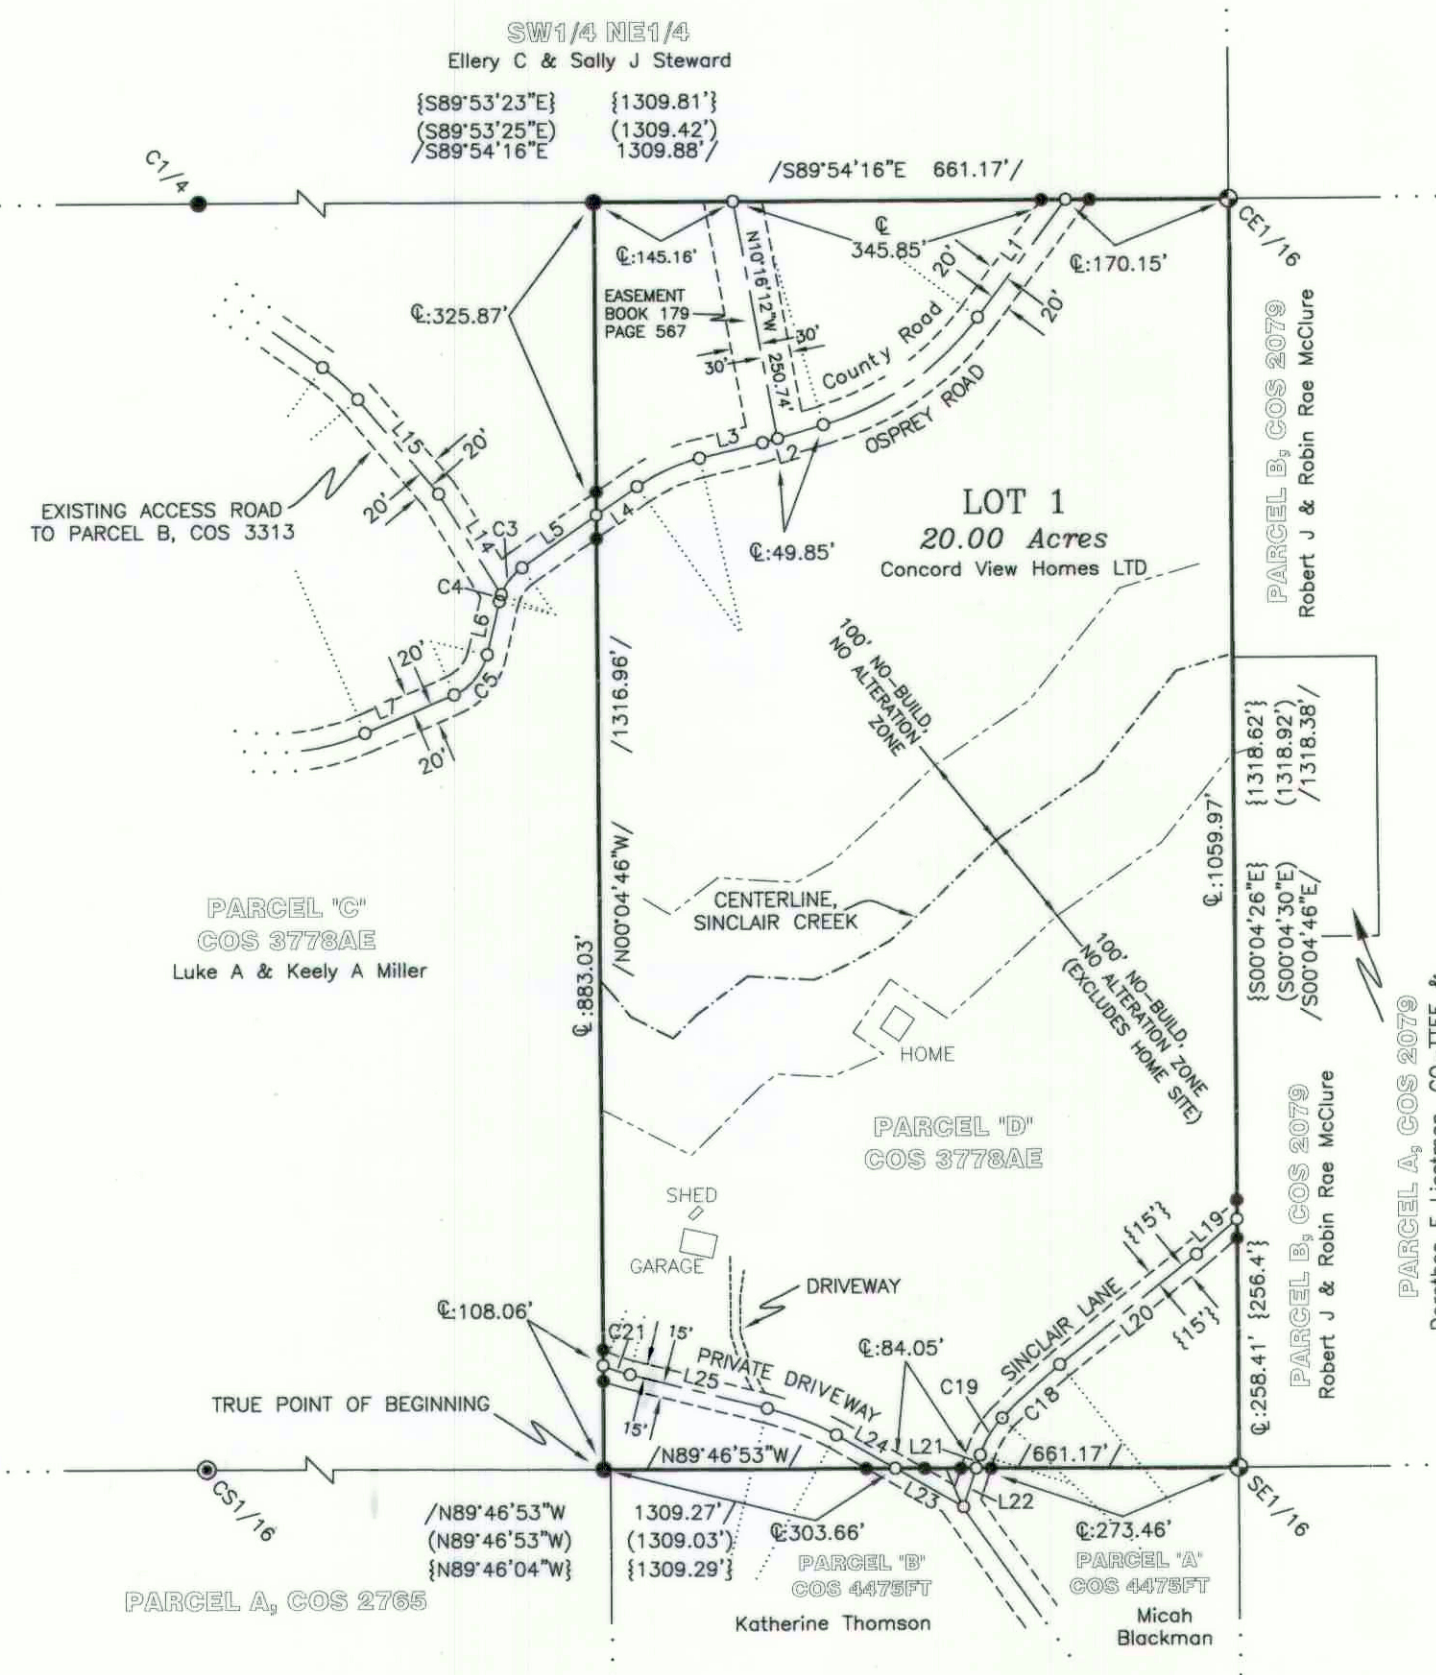 SW1/4 NE1/4
Ellery C & Sally J Steward
{S89°53'23"E} {1309.81'}
(S89°53'25"E) (1309.42')
/S89°54'16"E 1309.88'/
/S89°54'16"E 661.17'/
C1/4
CE1/16
℄:145.16'
℄
345.85'
℄:170.15'
L1
20'
20'
N10°16'12"W
250.74'
EASEMENT
BOOK 179
PAGE 567
30'
30'
℄:325.87'
County Road
OSPREY ROAD
L3
L2
L4
L5
℄:49.85'
L15
20'
20'
L14
C3
C4
L6
C5
L7
20'
20'
EXISTING ACCESS ROAD
TO PARCEL B, COS 3313
LOT 1
20.00 Acres
Concord View Homes LTD
PARCEL B, COS 2079
Robert J & Robin Rae McClure
100' NO-BUILD,
NO ALTERATION
ZONE
/1316.96'/
/N00°04'46"W/
℄:883.03'
{1318.62'}
(1318.92')
/1318.38'/
℄:1059.97'
{S00°04'26"E}
(S00°04'30"E)
/S00°04'46"E/
CENTERLINE,
SINCLAIR CREEK
PARCEL "C"
COS 3778AE
Luke A & Keely A Miller
100' NO-BUILD,
NO ALTERATION ZONE
(EXCLUDES HOME SITE)
HOME
PARCEL "D"
COS 3778AE
PARCEL A, COS 2079
PARCEL B, COS 2079
Robert J & Robin Rae McClure
SHED
GARAGE
DRIVEWAY
{15'}
L19
SINCLAIR LANE
L20
{15'}
℄:258.41' {256.4'}
℄:108.06'
C21
15'
PRIVATE DRIVEWAY
L25
15'
℄:84.05'
C19
C18
TRUE POINT OF BEGINNING
L24
L21
/N89°46'53"W/
/661.17'/
CS1/16
L23
L22
SE1/16
/N89°46'53"W 1309.27'/
(N89°46'53"W) (1309.03')
{N89°46'04"W} {1309.29'}
℄:303.66'
℄:273.46'
PARCEL "B"
COS 4475FT
PARCEL "A"
COS 4475FT
PARCEL A, COS 2765
Katherine Thomson
Micah
Blackman